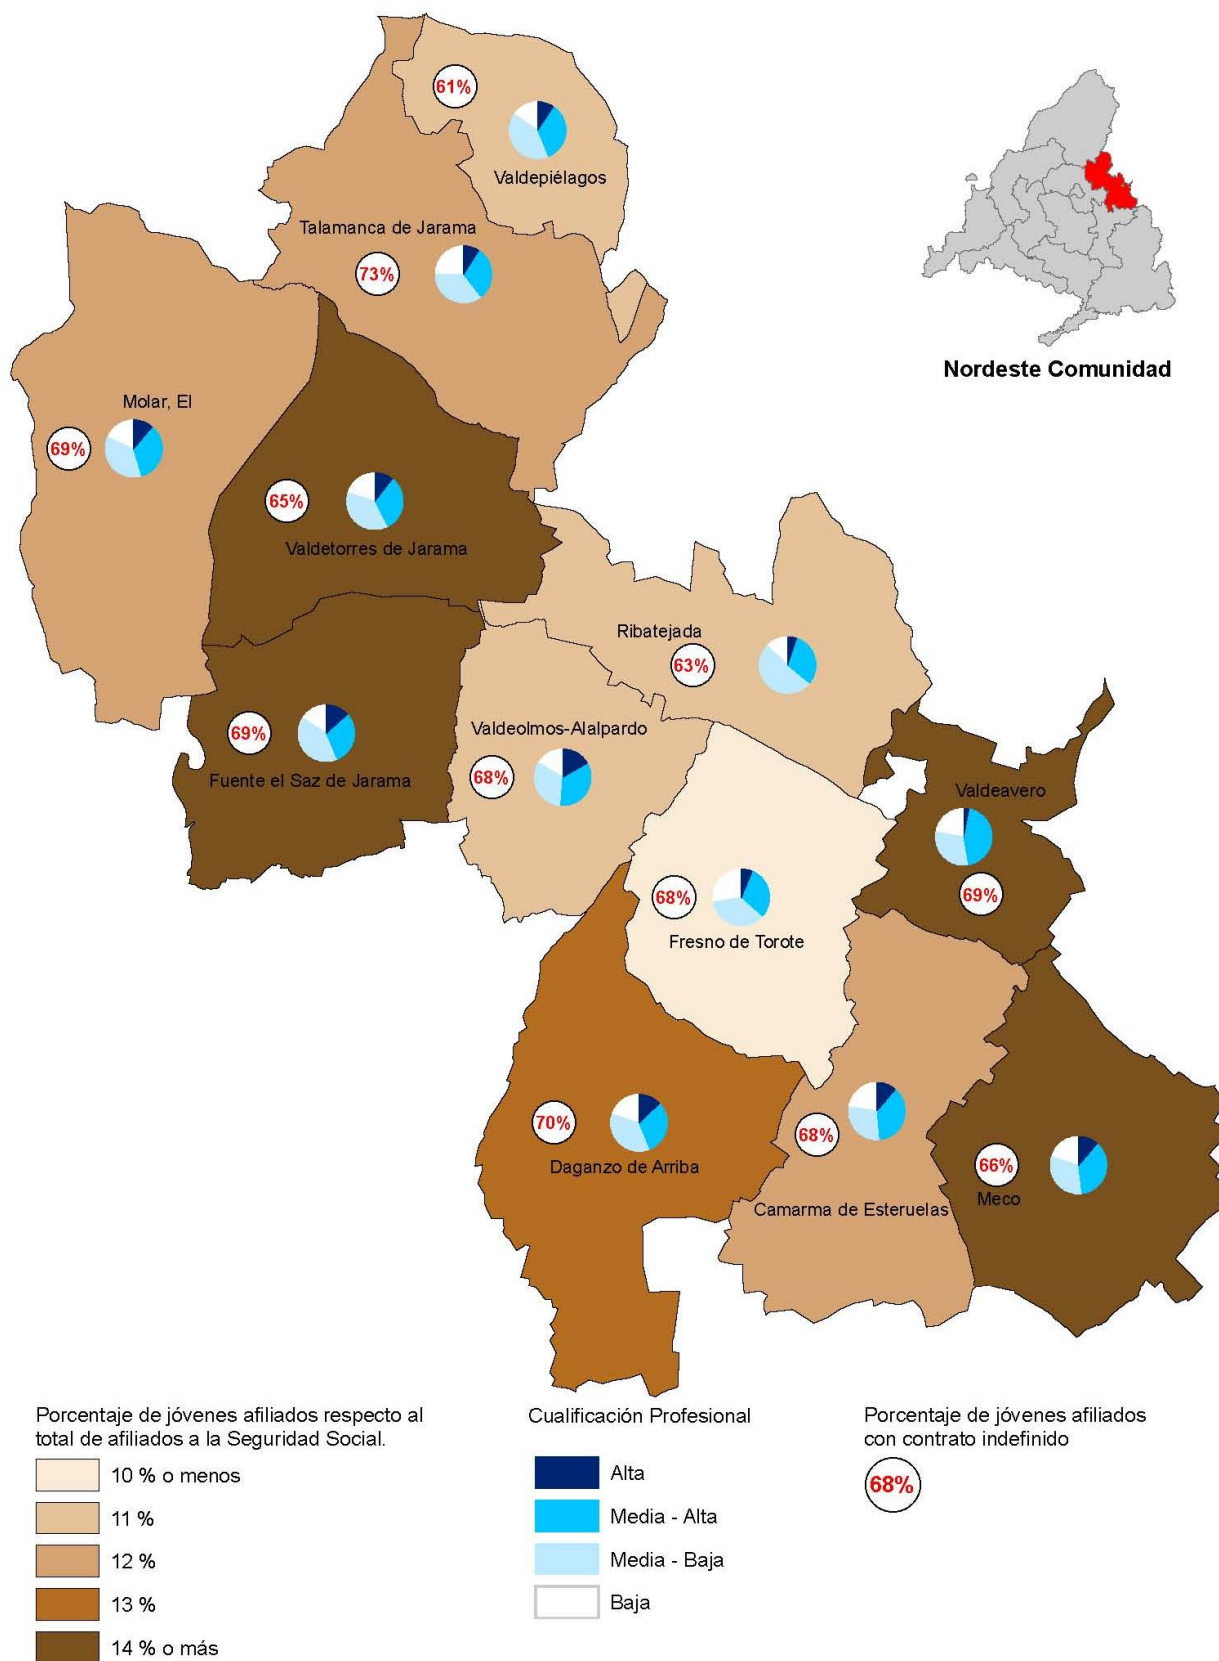 61%
Valdepiélagos
Talamanca de Jarama
73%
Nordeste Comunidad
Molar, El
69%
65%
Valdetorres de Jarama
Ribatejada
63%
69%
Fuente el Saz de Jarama
Valdeolmos-Alalpardo
68%
Valdeavero
69%
68%
Fresno de Torote
70%
Daganzo de Arriba
68%
Camarma de Esteruelas
66%
Meco
Porcentaje de jóvenes afiliados respecto al
total de afiliados a la Seguridad Social.
10 % o menos
11 %
12 %
13 %
14 % o más
Cualificación Profesional
Alta
Media - Alta
Media - Baja
Baja
Porcentaje de jóvenes afiliados
con contrato indefinido
68%